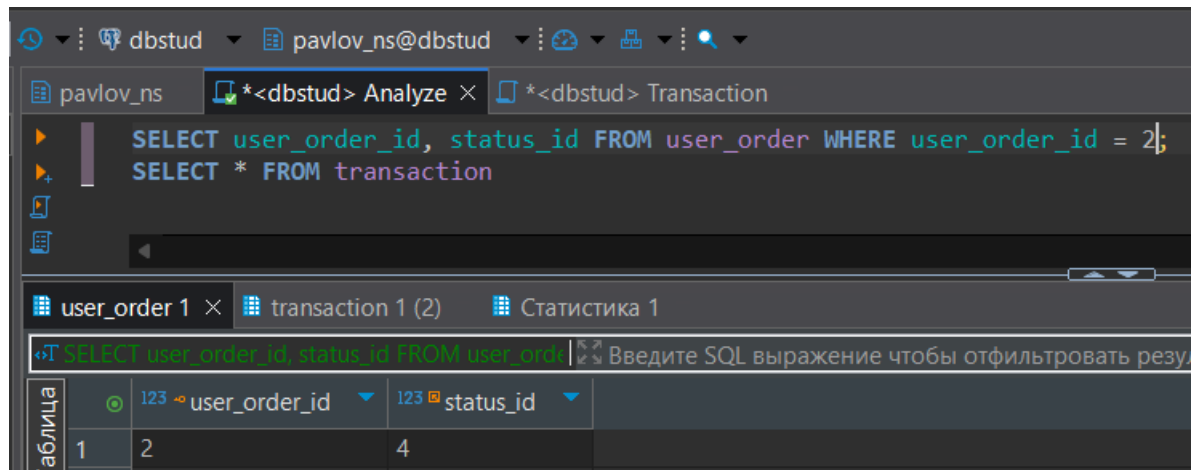 dbstud pavlov_ns@dbstud
pavlov_ns *<dbstud> Analyze *<dbstud> Transaction
SELECT user_order_id, status_id FROM user_order WHERE user_order_id = 2;
SELECT * FROM transaction
user_order 1 transaction 1 (2) Статистика 1
SELECT user_order_id, status_id FROM user_orde Введите SQL выражение чтобы отфильтровать резул
аблица
123 user_order_id 123 status_id
1 2 4